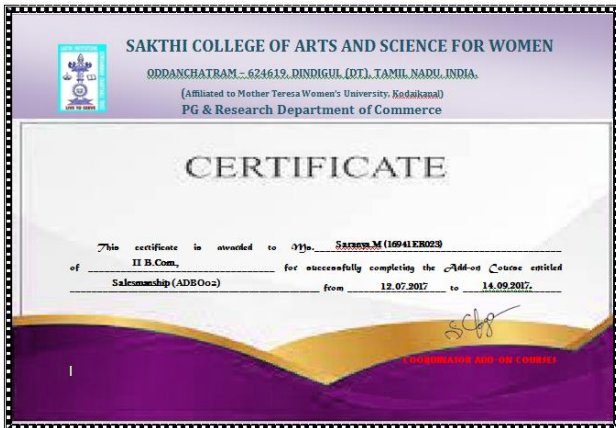 SAKTHI COLLEGE OF ARTS AND SCIENCE FOR WOMEN
ODDANCHATRAM – 624619, DINDIGUL (DT), TAMIL NADU, INDIA.
(Affiliated to Mother Teresa Women's University, Kodaikanal)
PG & Research Department of Commerce
CERTIFICATE
This certificate is awarded to Ms. Saranya.M (16941ER023)
of II B.Com., for successfully completing the Add-on Course entitled
Salesmanship (ADBO02) from 12.07.2017 to 14.09.2017.
COORDINATOR ADD-ON COURSES